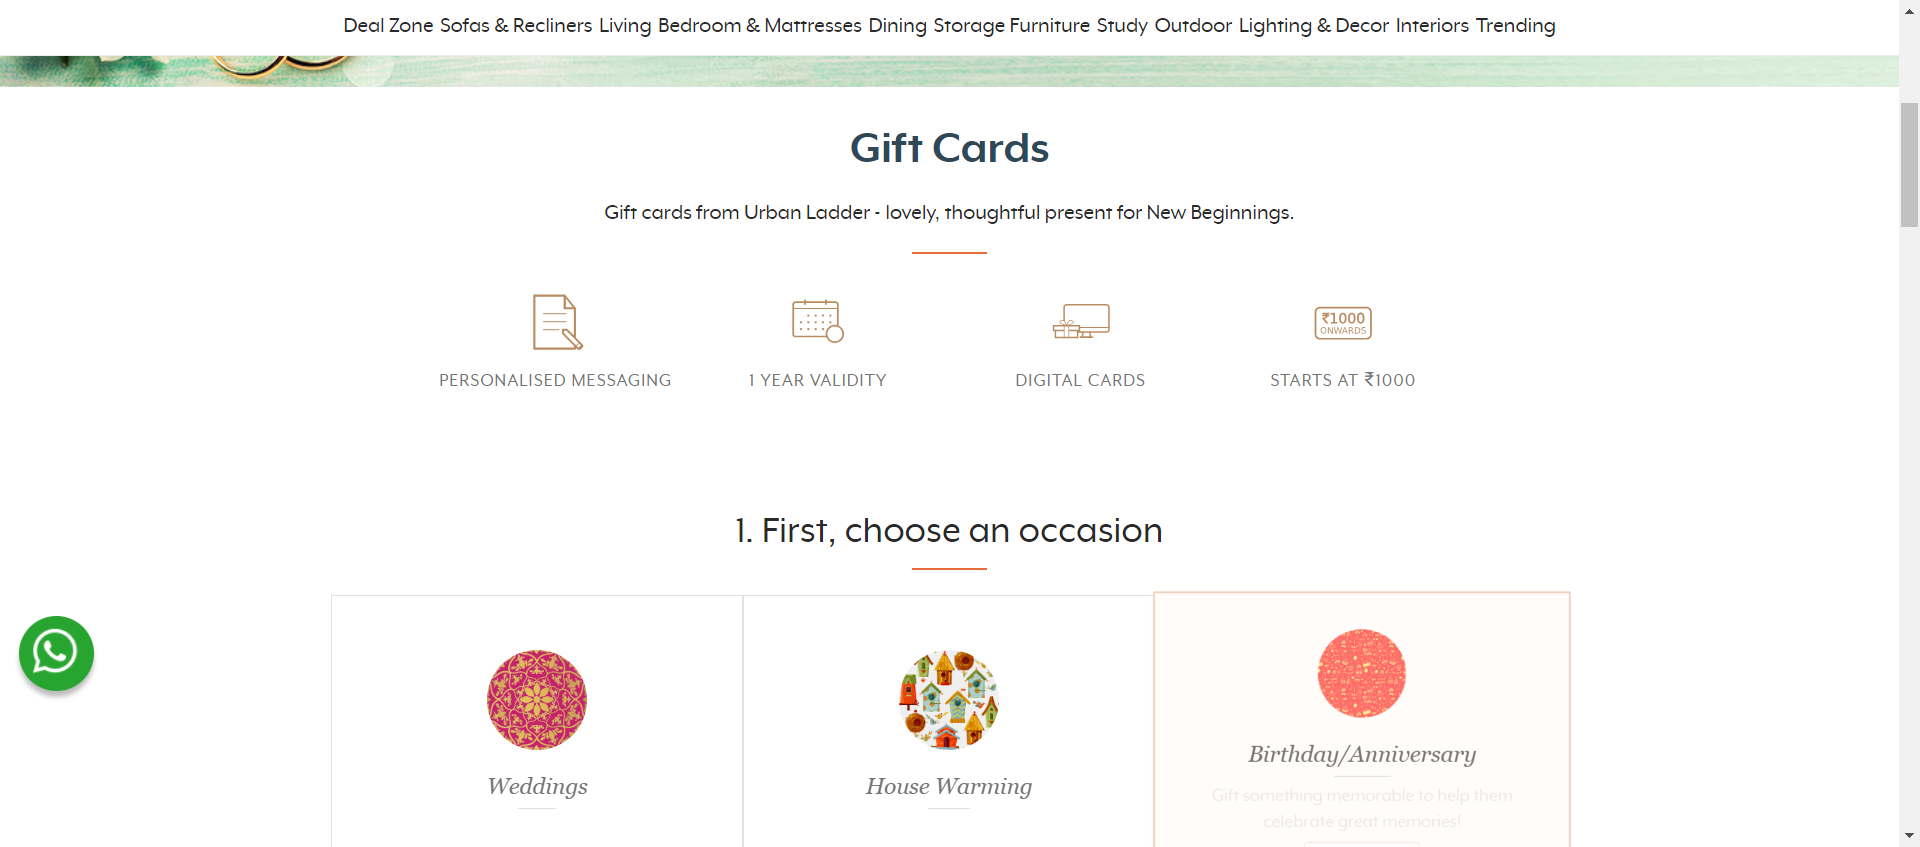 Deal Zone Sofas & Recliners Living Bedroom & Mattresses Dining Storage Furniture Study Outdoor Lighting & Decor Interiors Trending
Gift Cards
Gift cards from Urban Ladder - lovely, thoughtful present for New Beginnings.
₹1000
ONWARDS
PERSONALISED MESSAGING
1 YEAR VALIDITY
DIGITAL CARDS
STARTS AT ₹1000
1. First, choose an occasion
Weddings
House Warming
Birthday/Anniversary
Gift something memorable to help them
celebrate great memories!